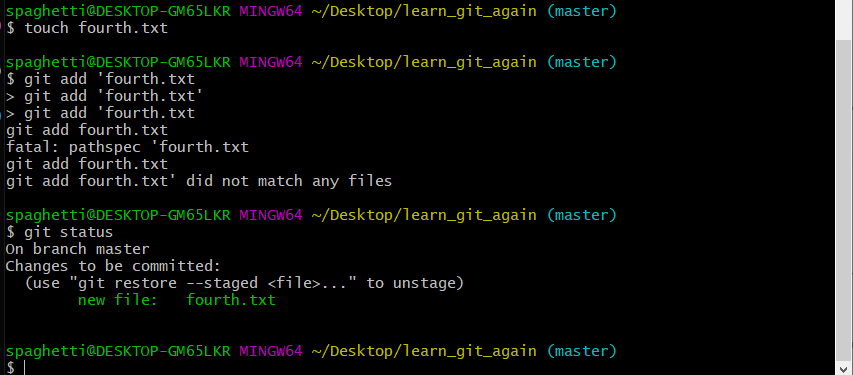 spaghetti@DESKTOP-GM65LKR MINGW64 ~/Desktop/learn_git_again (master)
$ touch fourth.txt
spaghetti@DESKTOP-GM65LKR MINGW64 ~/Desktop/learn_git_again (master)
$ git add 'fourth.txt
> git add 'fourth.txt'
> git add 'fourth.txt
git add fourth.txt
fatal: pathspec 'fourth.txt
git add fourth.txt
git add fourth.txt' did not match any files
spaghetti@DESKTOP-GM65LKR MINGW64 ~/Desktop/learn_git_again (master)
$ git status
On branch master
Changes to be committed:
  (use "git restore --staged <file>..." to unstage)
        new file:   fourth.txt
spaghetti@DESKTOP-GM65LKR MINGW64 ~/Desktop/learn_git_again (master)
$